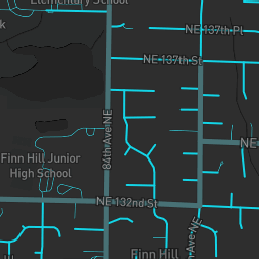 Elementary School
NE 137th Pl
k
NE 137th St
84th Ave NE
NE
Finn Hill Junior
High School
NE 132nd St
Finn Hill
Ave NE